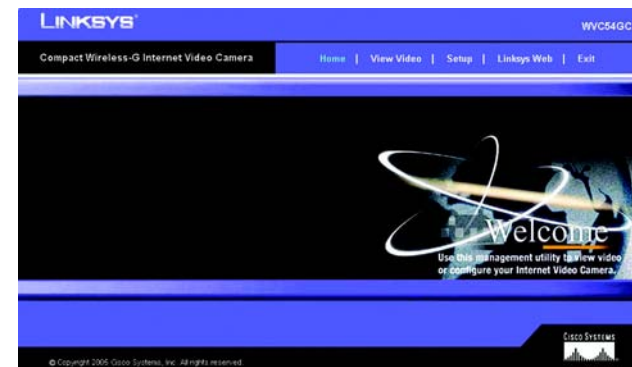 LINKSYS®
WVC54GC
Compact Wireless-G Internet Video Camera
Home | View Video | Setup | Linksys Web | Exit
Welcome
Use this management utility to view video
or configure your Internet Video Camera.
CISCO SYSTEMS
© Copyright 2005 Cisco Systems, Inc. All rights reserved.